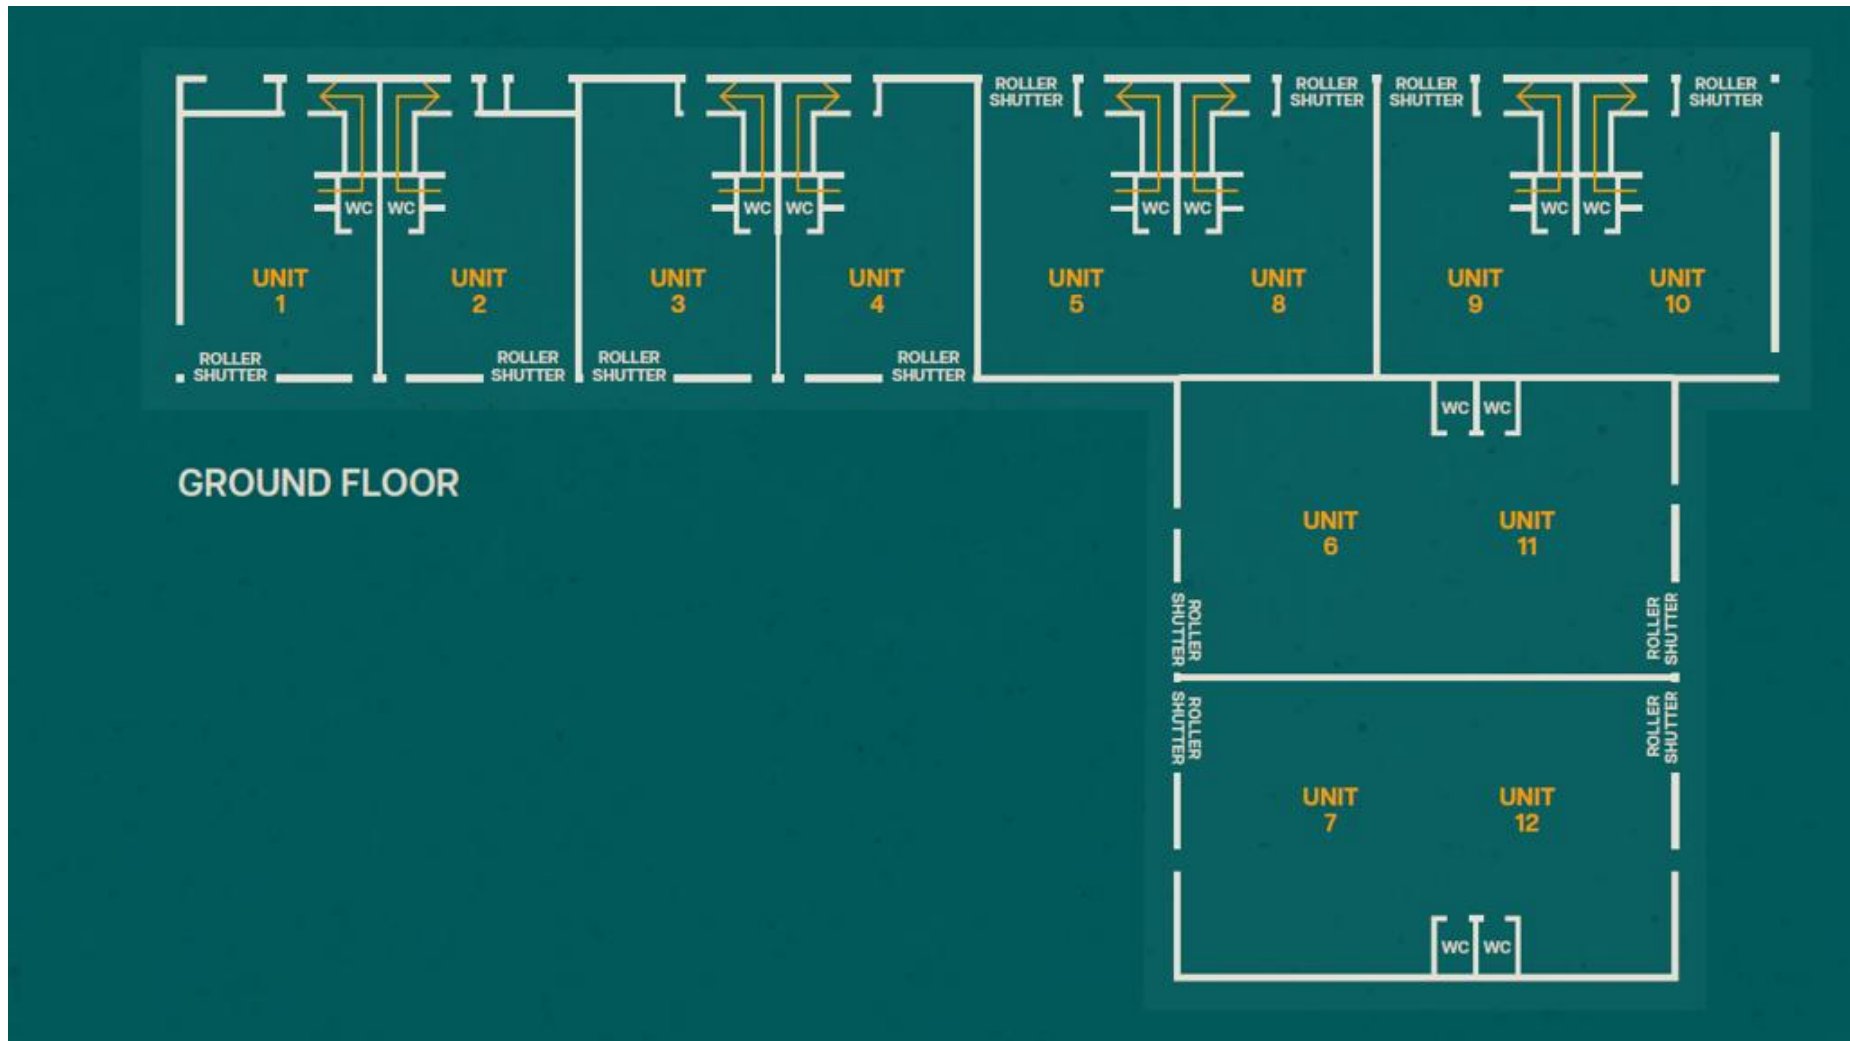 ROLLER
SHUTTER
ROLLER
SHUTTER
ROLLER
SHUTTER
ROLLER
SHUTTER
WC WC
WC WC
WC WC
WC WC
UNIT
1
UNIT
2
UNIT
3
UNIT
4
UNIT
5
UNIT
8
UNIT
9
UNIT
10
ROLLER
SHUTTER
ROLLER
SHUTTER
ROLLER
SHUTTER
ROLLER
SHUTTER
WC WC
GROUND FLOOR
UNIT
6
UNIT
11
ROLLER
SHUTTER
ROLLER
SHUTTER
ROLLER
SHUTTER
ROLLER
SHUTTER
UNIT
7
UNIT
12
WC WC